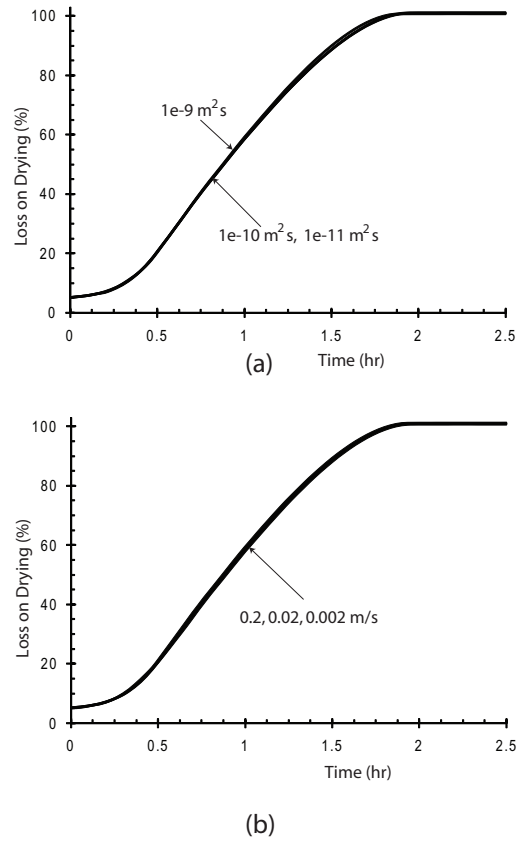 100
80
60
40
20
0
Loss on Drying (%)
1e-9 m²s
1e-10 m²s, 1e-11 m²s
0 0.5 1 1.5 2 2.5
Time (hr)
(a)
100
80
60
40
20
0
Loss on Drying (%)
0.2, 0.02, 0.002 m/s
0 0.5 1 1.5 2 2.5
Time (hr)
(b)